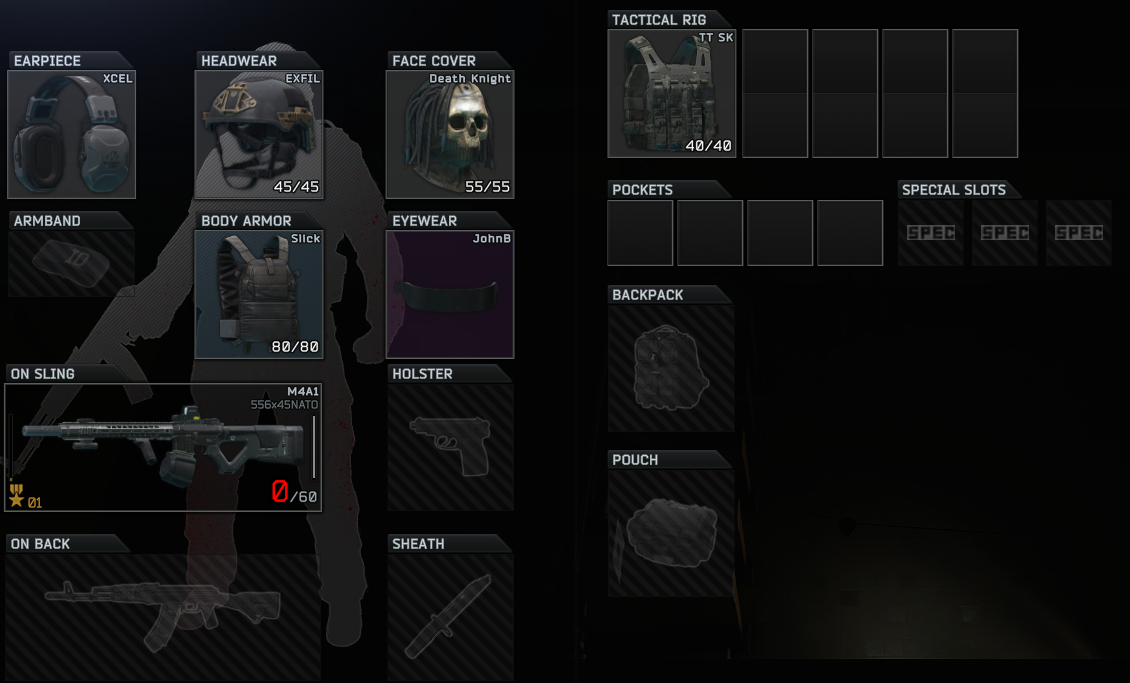 EARPIECE
XCEL
HEADWEAR
EXFIL
45/45
FACE COVER
Death Knight
55/55
ARMBAND
BODY ARMOR
Slick
80/80
EYEWEAR
JohnB
ON SLING
M4A1
556x45NATO
01
0/60
HOLSTER
ON BACK
SHEATH
TACTICAL RIG
TT SK
40/40
POCKETS
SPECIAL SLOTS
SPEC
SPEC
SPEC
BACKPACK
POUCH